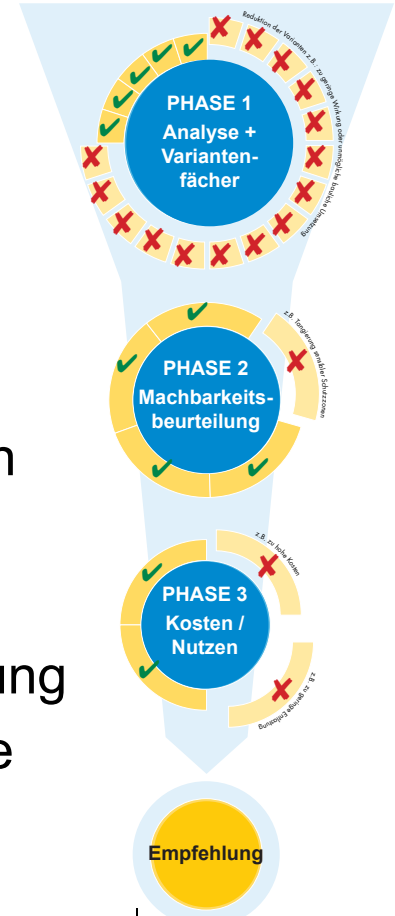 Reduktion der Varianten z.B.: zu geringe Wirkung oder unmögliche bauliche Umsetzung
PHASE 1
Analyse +
Varianten-
fächer
z.B. Tangierung sensibler Schutzzonen
PHASE 2
Machbarkeits-
beurteilung
n
z.B. zu hohe Kosten
PHASE 3
Kosten /
Nutzen
ung
z.B. zu geringe Entlastung
e
Empfehlung